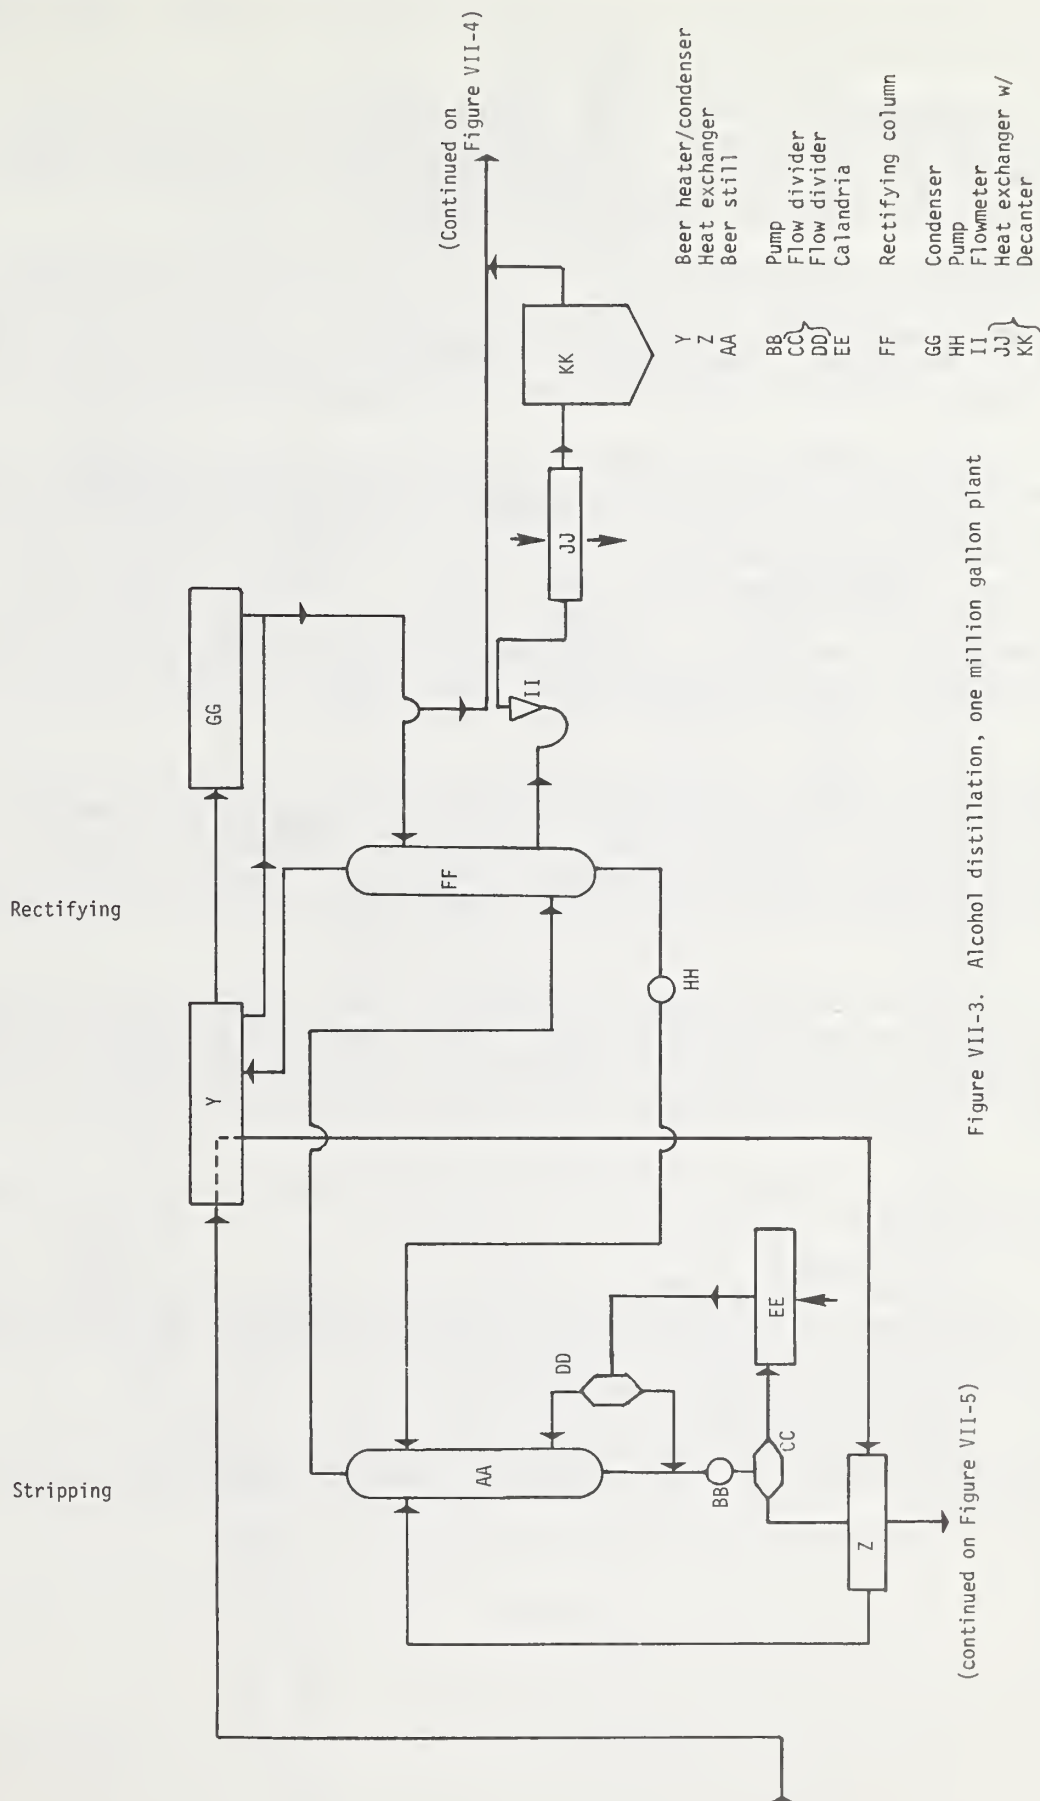 Stripping
Rectifying
Y
GG
(Continued on
Figure VII-4)
AA
FF
II
JJ
KK
DD
HH
EE
BB
CC
Z
(continued on Figure VII-5)
Y Beer heater/condenser
Z Heat exchanger
AA Beer still
BB Pump
CC Flow divider
DD Flow divider
EE Calandria
FF Rectifying column
GG Condenser
HH Pump
II Flowmeter
JJ Heat exchanger w/
KK Decanter
Figure VII-3. Alcohol distillation, one million gallon plant